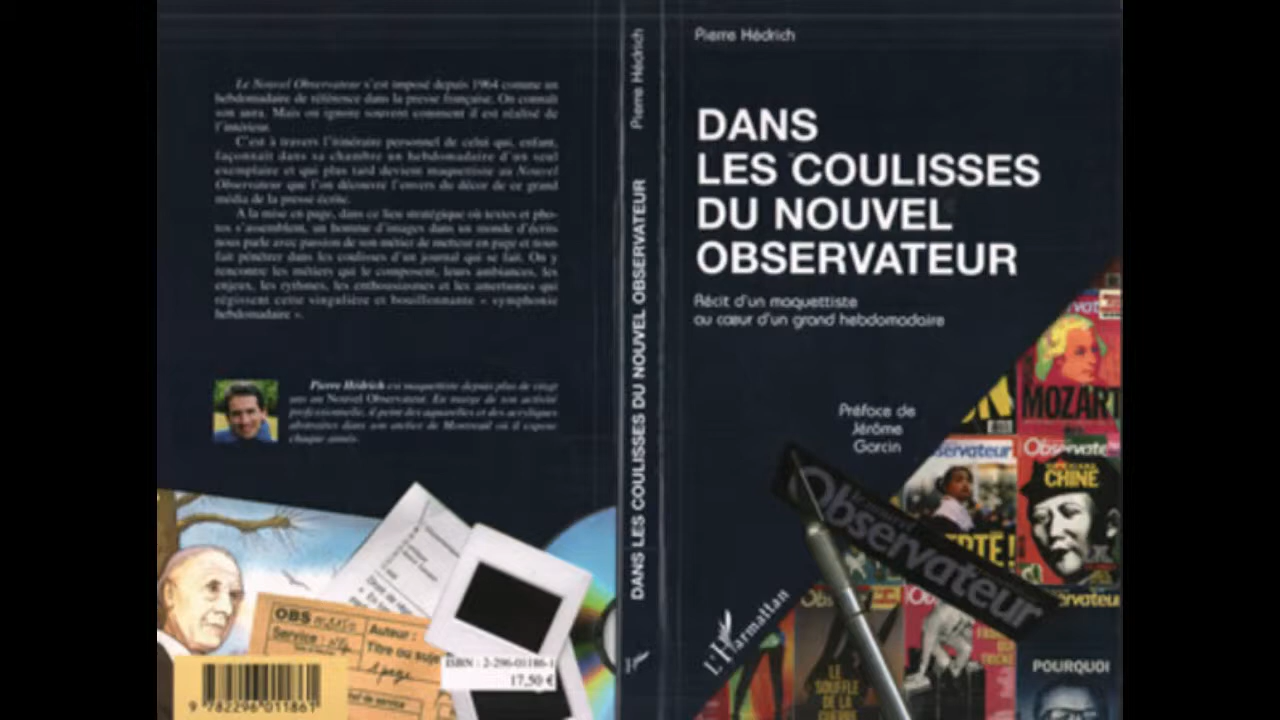 Le Nouvel Observateur s'est imposé depuis 1964 comme un
hebdomadaire de référence dans la presse française. On connaît
son aura. Mais on ignore souvent comment il est réalisé de
l'intérieur.
C'est à travers l'itinéraire personnel de celui qui, enfant,
façonnait dans sa chambre un hebdomadaire d'un seul
exemplaire et qui plus tard devient maquettiste au Nouvel
Observateur que l'on découvre l'envers du décor de ce grand
média de la presse écrite.
A la mise en page, dans ce lieu stratégique où textes et pho-
tos s'assemblent, un homme d'images dans un monde d'écrits
nous parle avec passion de son métier de metteur en page et nous
fait pénétrer dans les coulisses d'un journal qui se fait. On y
rencontre les métiers qui le composent, leurs ambiances, les
enjeux, les rythmes, les enthousiasmes et les amertumes qui
régissent cette singulière et bouillonnante « symphonie
hebdomadaire ».
Pierre Hédrich est maquettiste depuis plus de vingt
ans au Nouvel Observateur. En marge de son activité
professionnelle, il peint des aquarelles et des acryliques
abstraites dans son atelier de Montreuil où il expose
chaque année.
OBS
Service :
Auteur :
Titre ou sujet
1 page
ISBN : 2-296-01186-1
17,50 €
9 782296 011861
Pierre Hédrich
DANS LES COULISSES DU NOUVEL OBSERVATEUR
Pierre Hédrich
DANS
LES COULISSES
DU NOUVEL
OBSERVATEUR
Récit d'un maquettiste
au cœur d'un grand hebdomadaire
Préface de
Jérôme
Garcin
MOZART
Observateur
CHINE
Observateur
L'Harmattan
LE
SOUFFLE
DE LA
GUERRE
POURQUOI